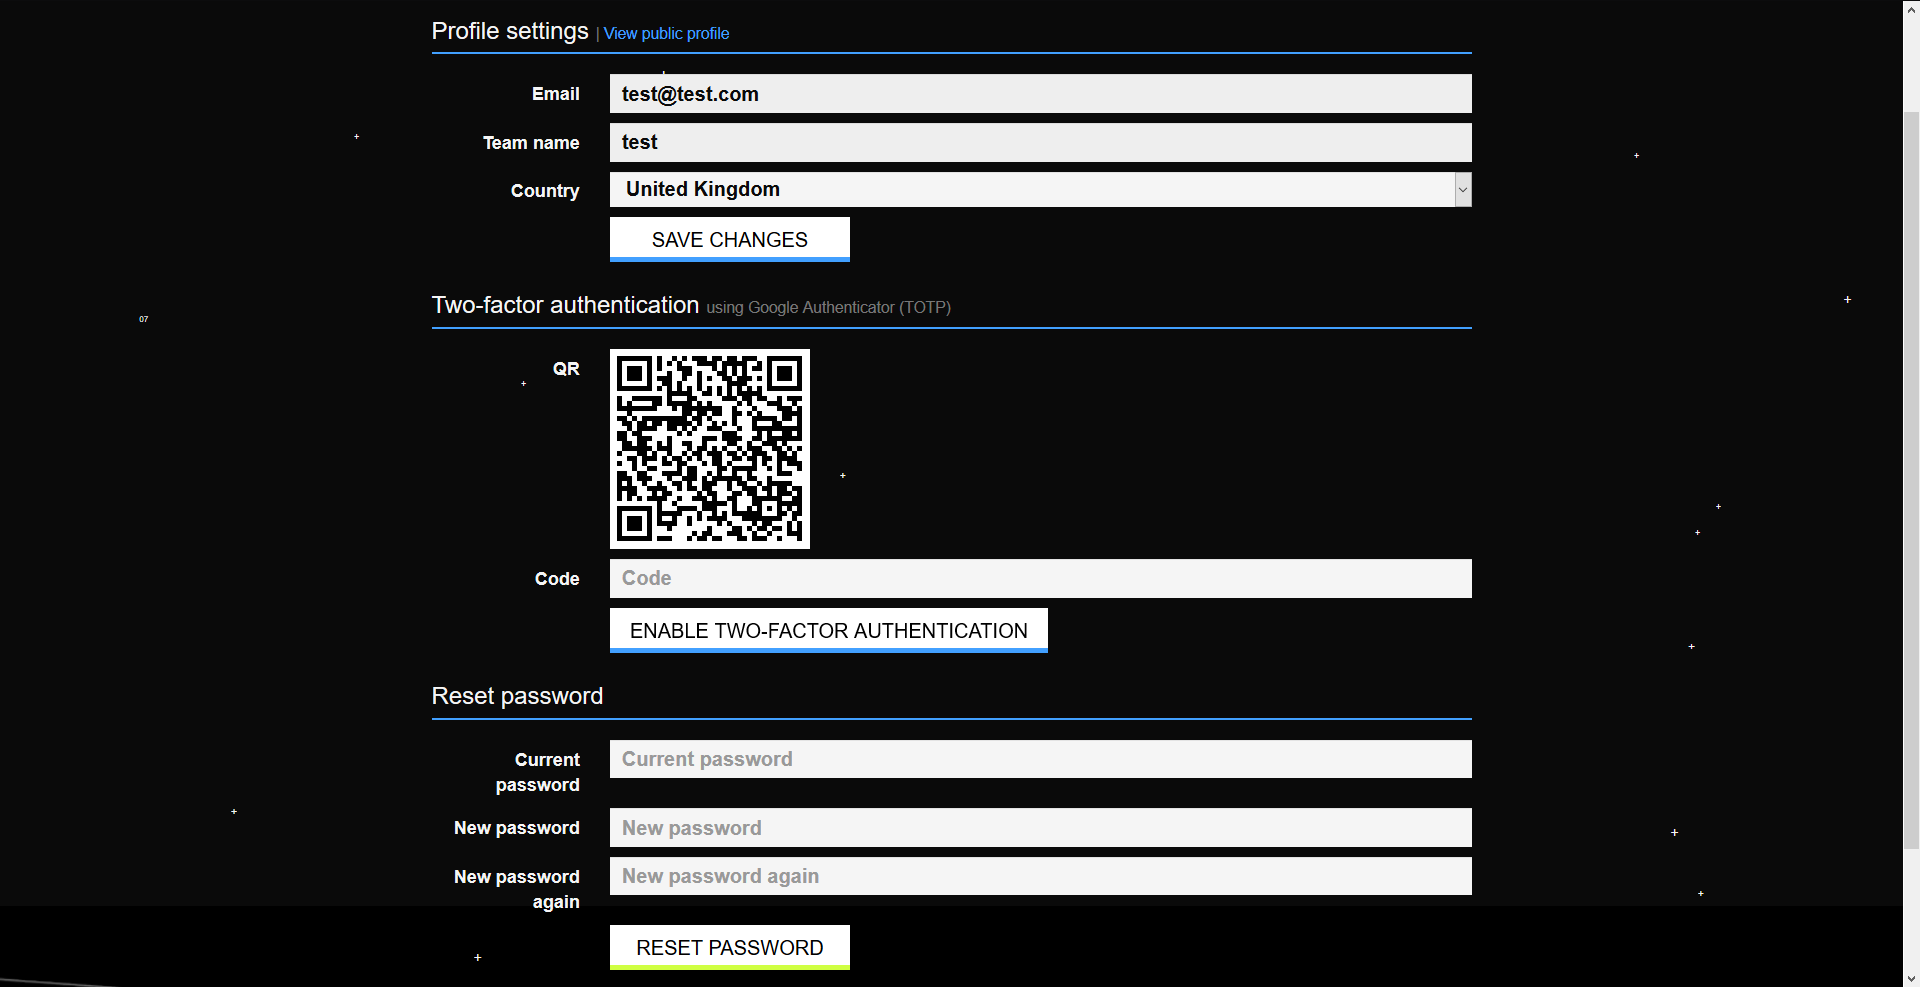 Profile settings | View public profile
Email
test@test.com
Team name
test
Country
United Kingdom
SAVE CHANGES
Two-factor authentication using Google Authenticator (TOTP)
07
QR
Code
Code
ENABLE TWO-FACTOR AUTHENTICATION
Reset password
Current
password
Current password
New password
New password
New password
again
New password again
RESET PASSWORD